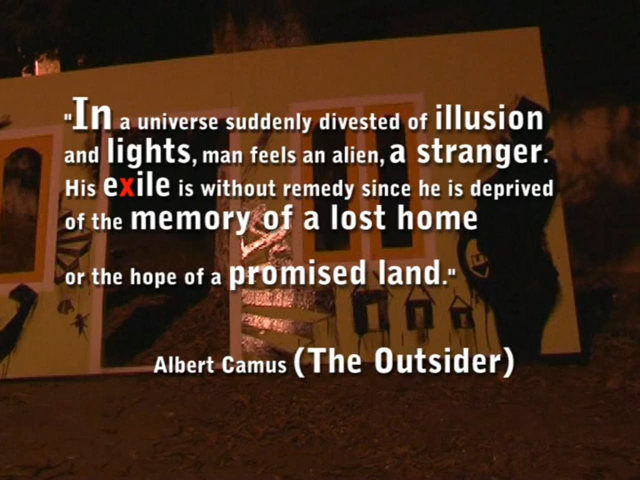 "In a universe suddenly divested of illusion
and lights, man feels an alien, a stranger.
His exile is without remedy since he is deprived
of the memory of a lost home
or the hope of a promised land."
Albert Camus (The Outsider)